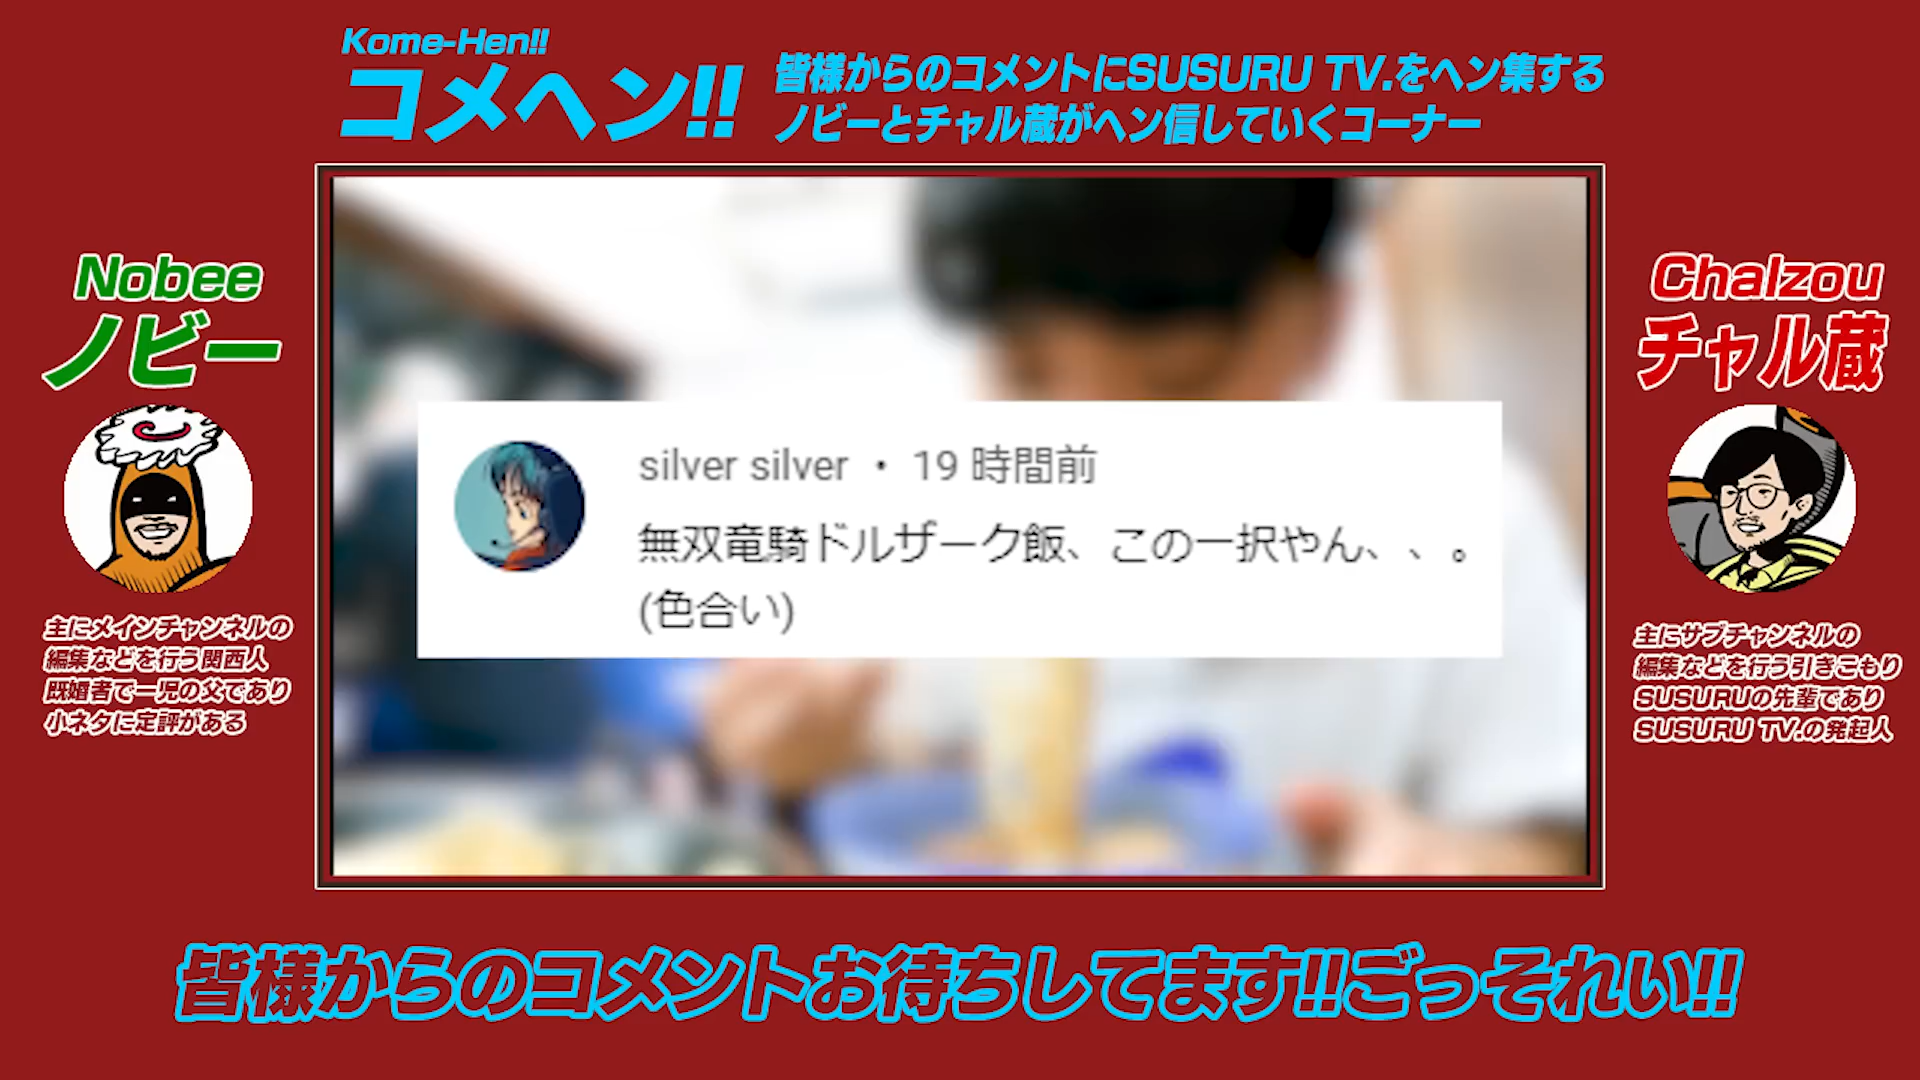 Kome-Hen!!
コメヘン!!
皆様からのコメントにSUSURU TV.をヘン集する
ノビーとチャル蔵がヘン信していくコーナー
Nobee
ノビー
主にメインチャンネルの
編集などを行う関西人
既婚者で一児の父であり
小ネタに定評がある
silver silver ・ 19 時間前
無双竜騎ドルザーク飯、この一択やん、、。
(色合い)
Chalzou
チャル蔵
主にサブチャンネルの
編集などを行う引きこもり
SUSURUの先輩であり
SUSURU TV.の発起人
皆様からのコメントお待ちしてます!!ごっそれい!!